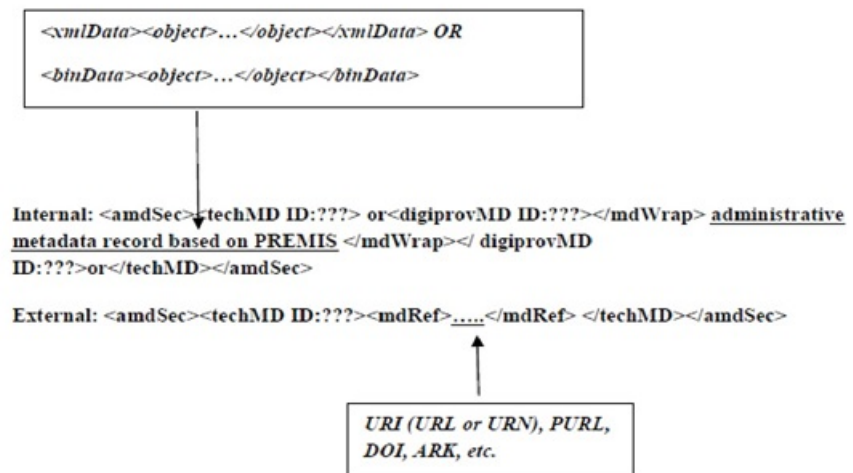 <xmlData><object>…</object></xmlData> OR
<binData><object>…</object></binData>
Internal: <amdSec><techMD ID:???> or<digiprovMD ID:???></mdWrap> administrative
metadata record based on PREMIS </mdWrap></ digiprovMD
ID:???>or</techMD></amdSec>
External: <amdSec><techMD ID:???><mdRef>…..</mdRef> </techMD></amdSec>
URI (URL or URN), PURL,
DOI, ARK, etc.